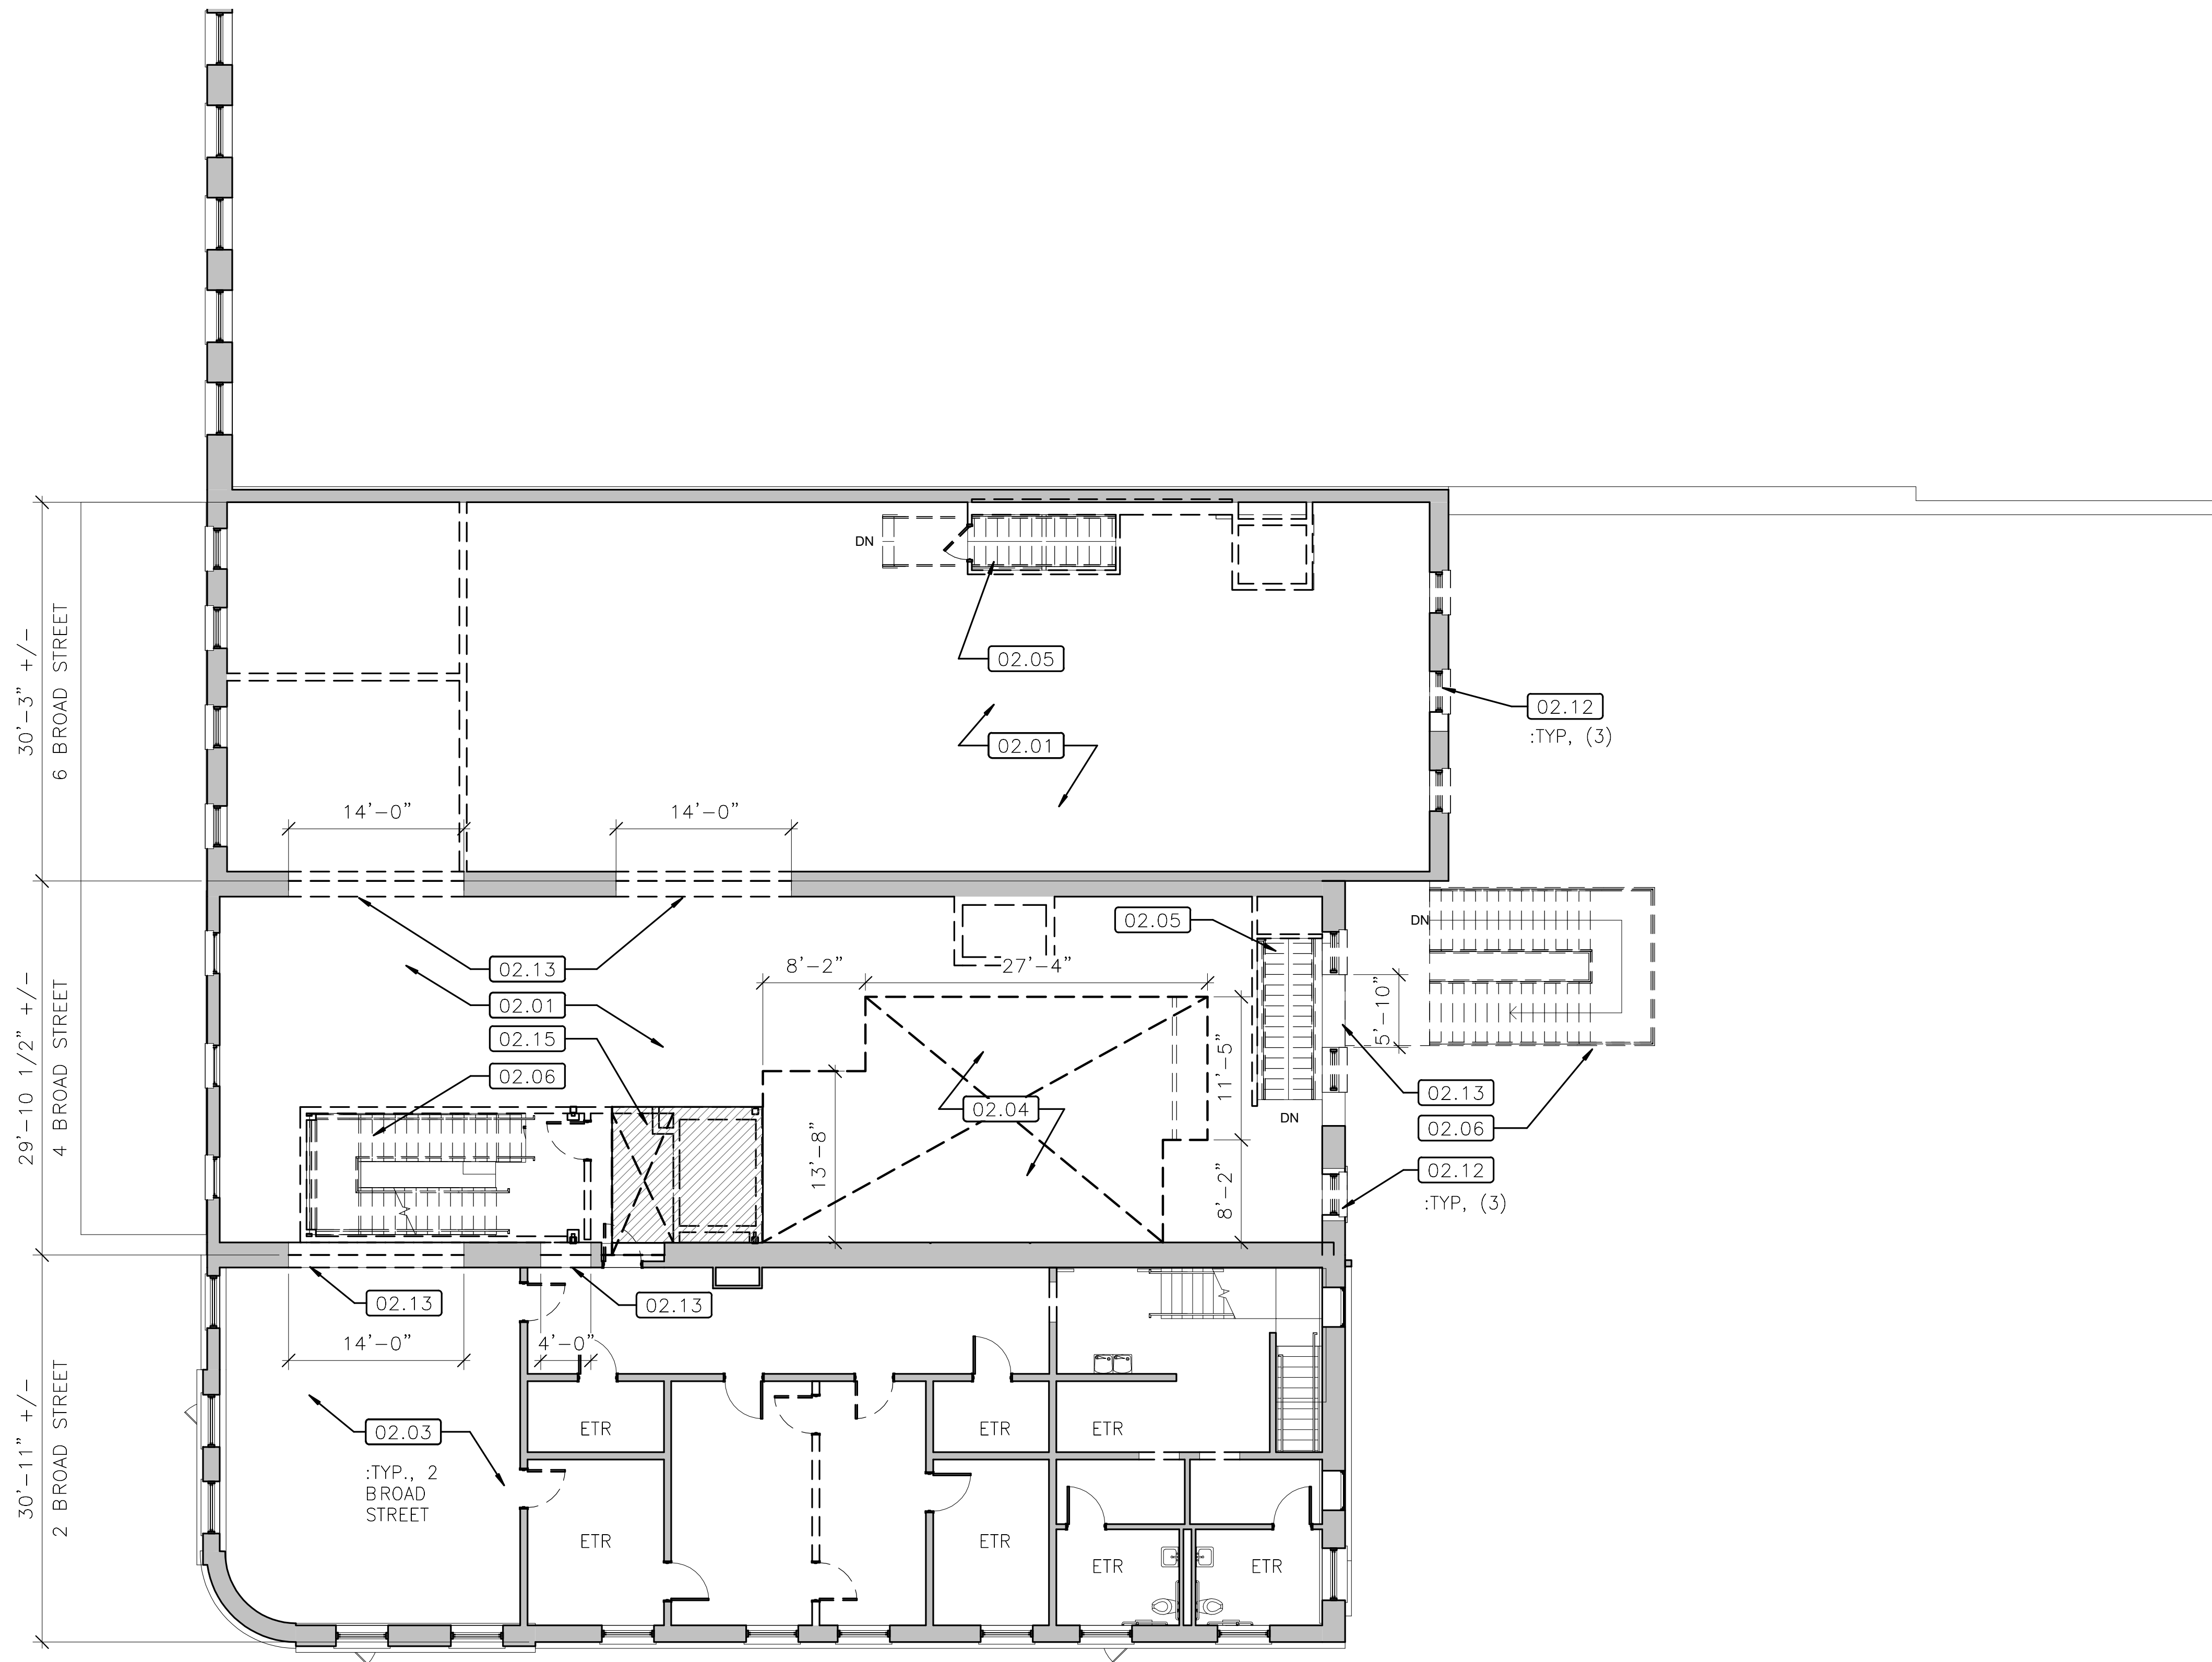 DN
02.05
02.12
:TYP, (3)
02.01
30'-3" +/-
6 BROAD STREET
14'-0"
14'-0"
02.05
DN
02.13
8'-2"
27'-4"
02.01
5'-10"
02.15
29'-10 1/2" +/-
4 BROAD STREET
02.06
11'-5"
02.04
DN
02.13
02.06
13'-8"
8'-2"
02.12
:TYP, (3)
02.13
02.13
14'-0"
4'-0"
30'-11" +/-
2 BROAD STREET
02.03
:TYP., 2
BROAD
STREET
ETR
ETR
ETR
ETR
ETR
ETR
ETR